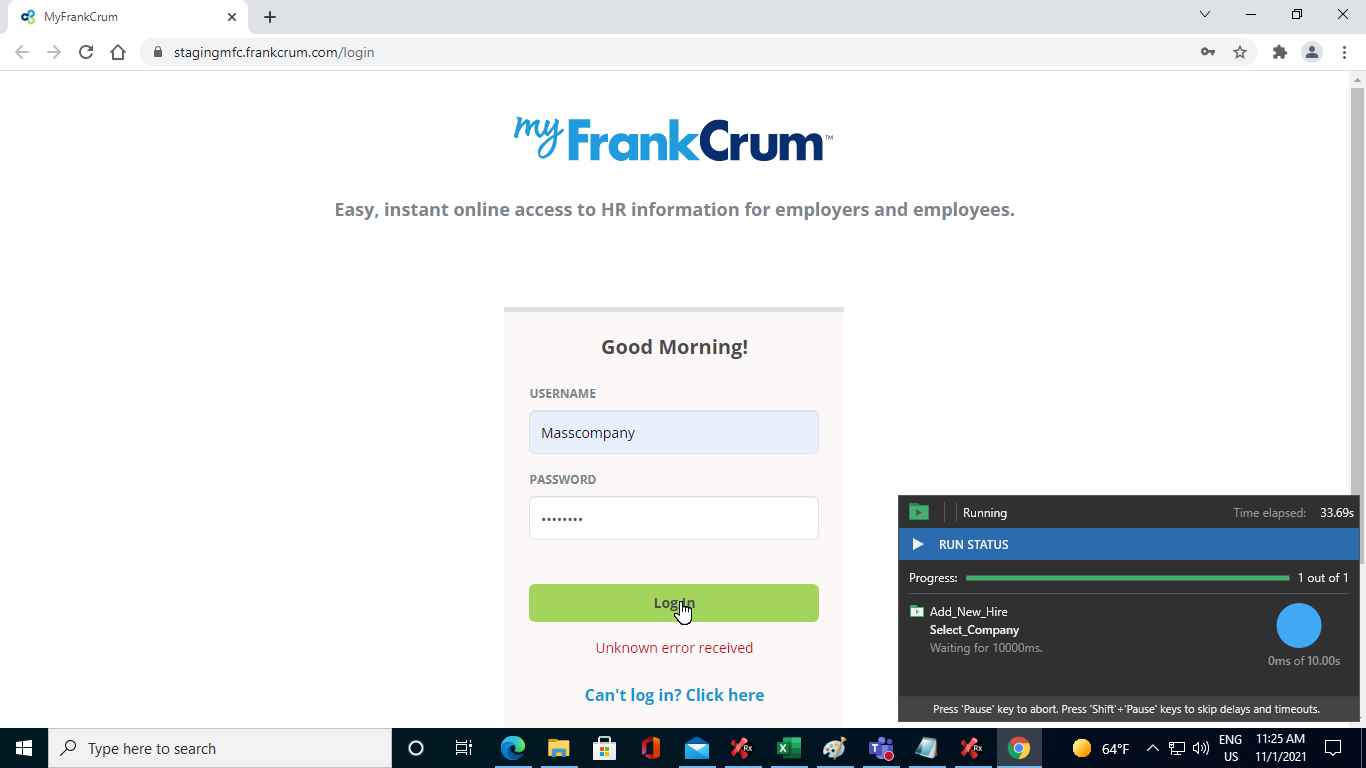 MyFrankCrum
stagingmfc.frankcrum.com/login
my FrankCrum™
Easy, instant online access to HR information for employers and employees.
Good Morning!
USERNAME
Masscompany
PASSWORD
••••••••
Log In
Unknown error received
Can't log in? Click here
Running
Time elapsed: 33.69s
RUN STATUS
Progress: 1 out of 1
Add_New_Hire
Select_Company
Waiting for 10000ms.
0ms of 10.00s
Press 'Pause' key to abort. Press 'Shift'+'Pause' keys to skip delays and timeouts.
Type here to search
64°F
ENG
US
11:25 AM
11/1/2021